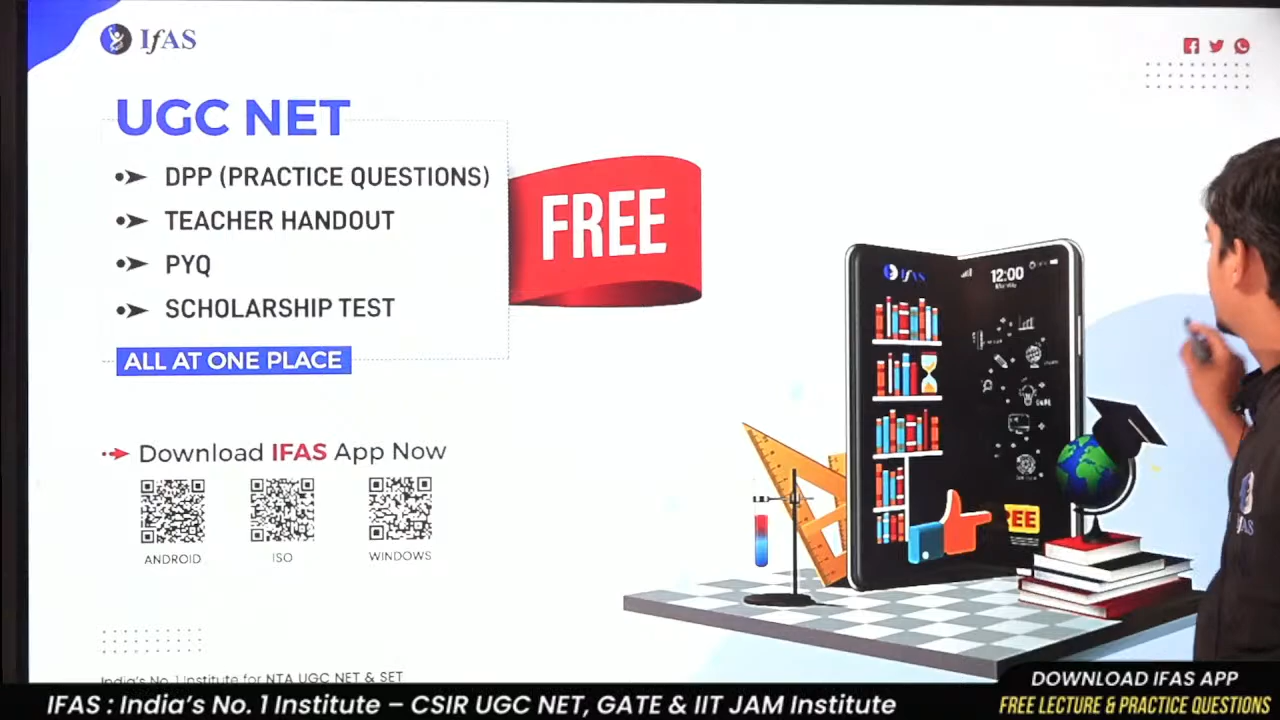 IfAS
UGC NET
DPP (PRACTICE QUESTIONS)
TEACHER HANDOUT
PYQ
SCHOLARSHIP TEST
ALL AT ONE PLACE
FREE
Download IFAS App Now
ANDROID
ISO
WINDOWS
IfAS
12:00
EE
IFAS
India's No. 1 Institute for NTA UGC NET & SET
IFAS : India's No. 1 Institute – CSIR UGC NET, GATE & IIT JAM Institute
DOWNLOAD IFAS APP
FREE LECTURE & PRACTICE QUESTIONS